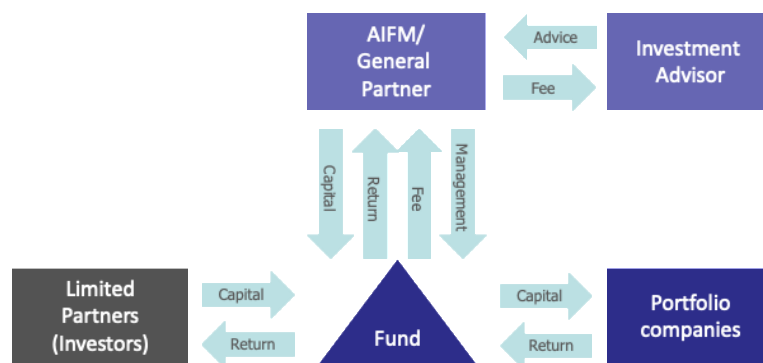 AIFM/
General
Partner
Advice
Fee
Investment
Advisor
Capital
Return
Fee
Management
Limited
Partners
(Investors)
Capital
Return
Fund
Capital
Return
Portfolio
companies